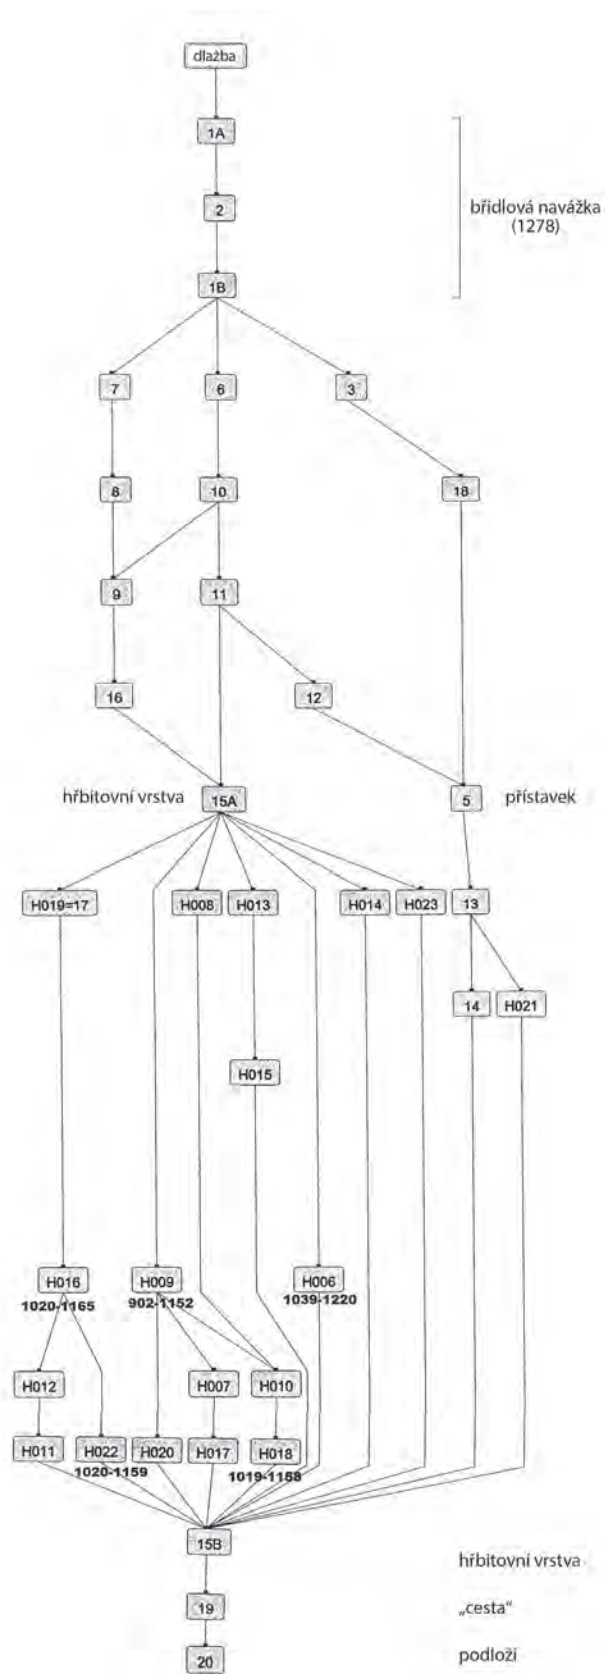 dlažba
1A
2
břidlová navážka
(1278)
1B
7 6 3
8 10 18
9 11
16 12
hřbitovní vrstva 15A 5 přístavek
H019=17 H008 H013 H014 H023 13
14 H021
H015
H016 H009 H006
1020-1165 902-1152 1039-1220
H012 H007 H010
H011 H022 H020 H017 H018
1020-1159 1019-1158
15B
hřbitovní vrstva
19 „cesta“
20 podloží